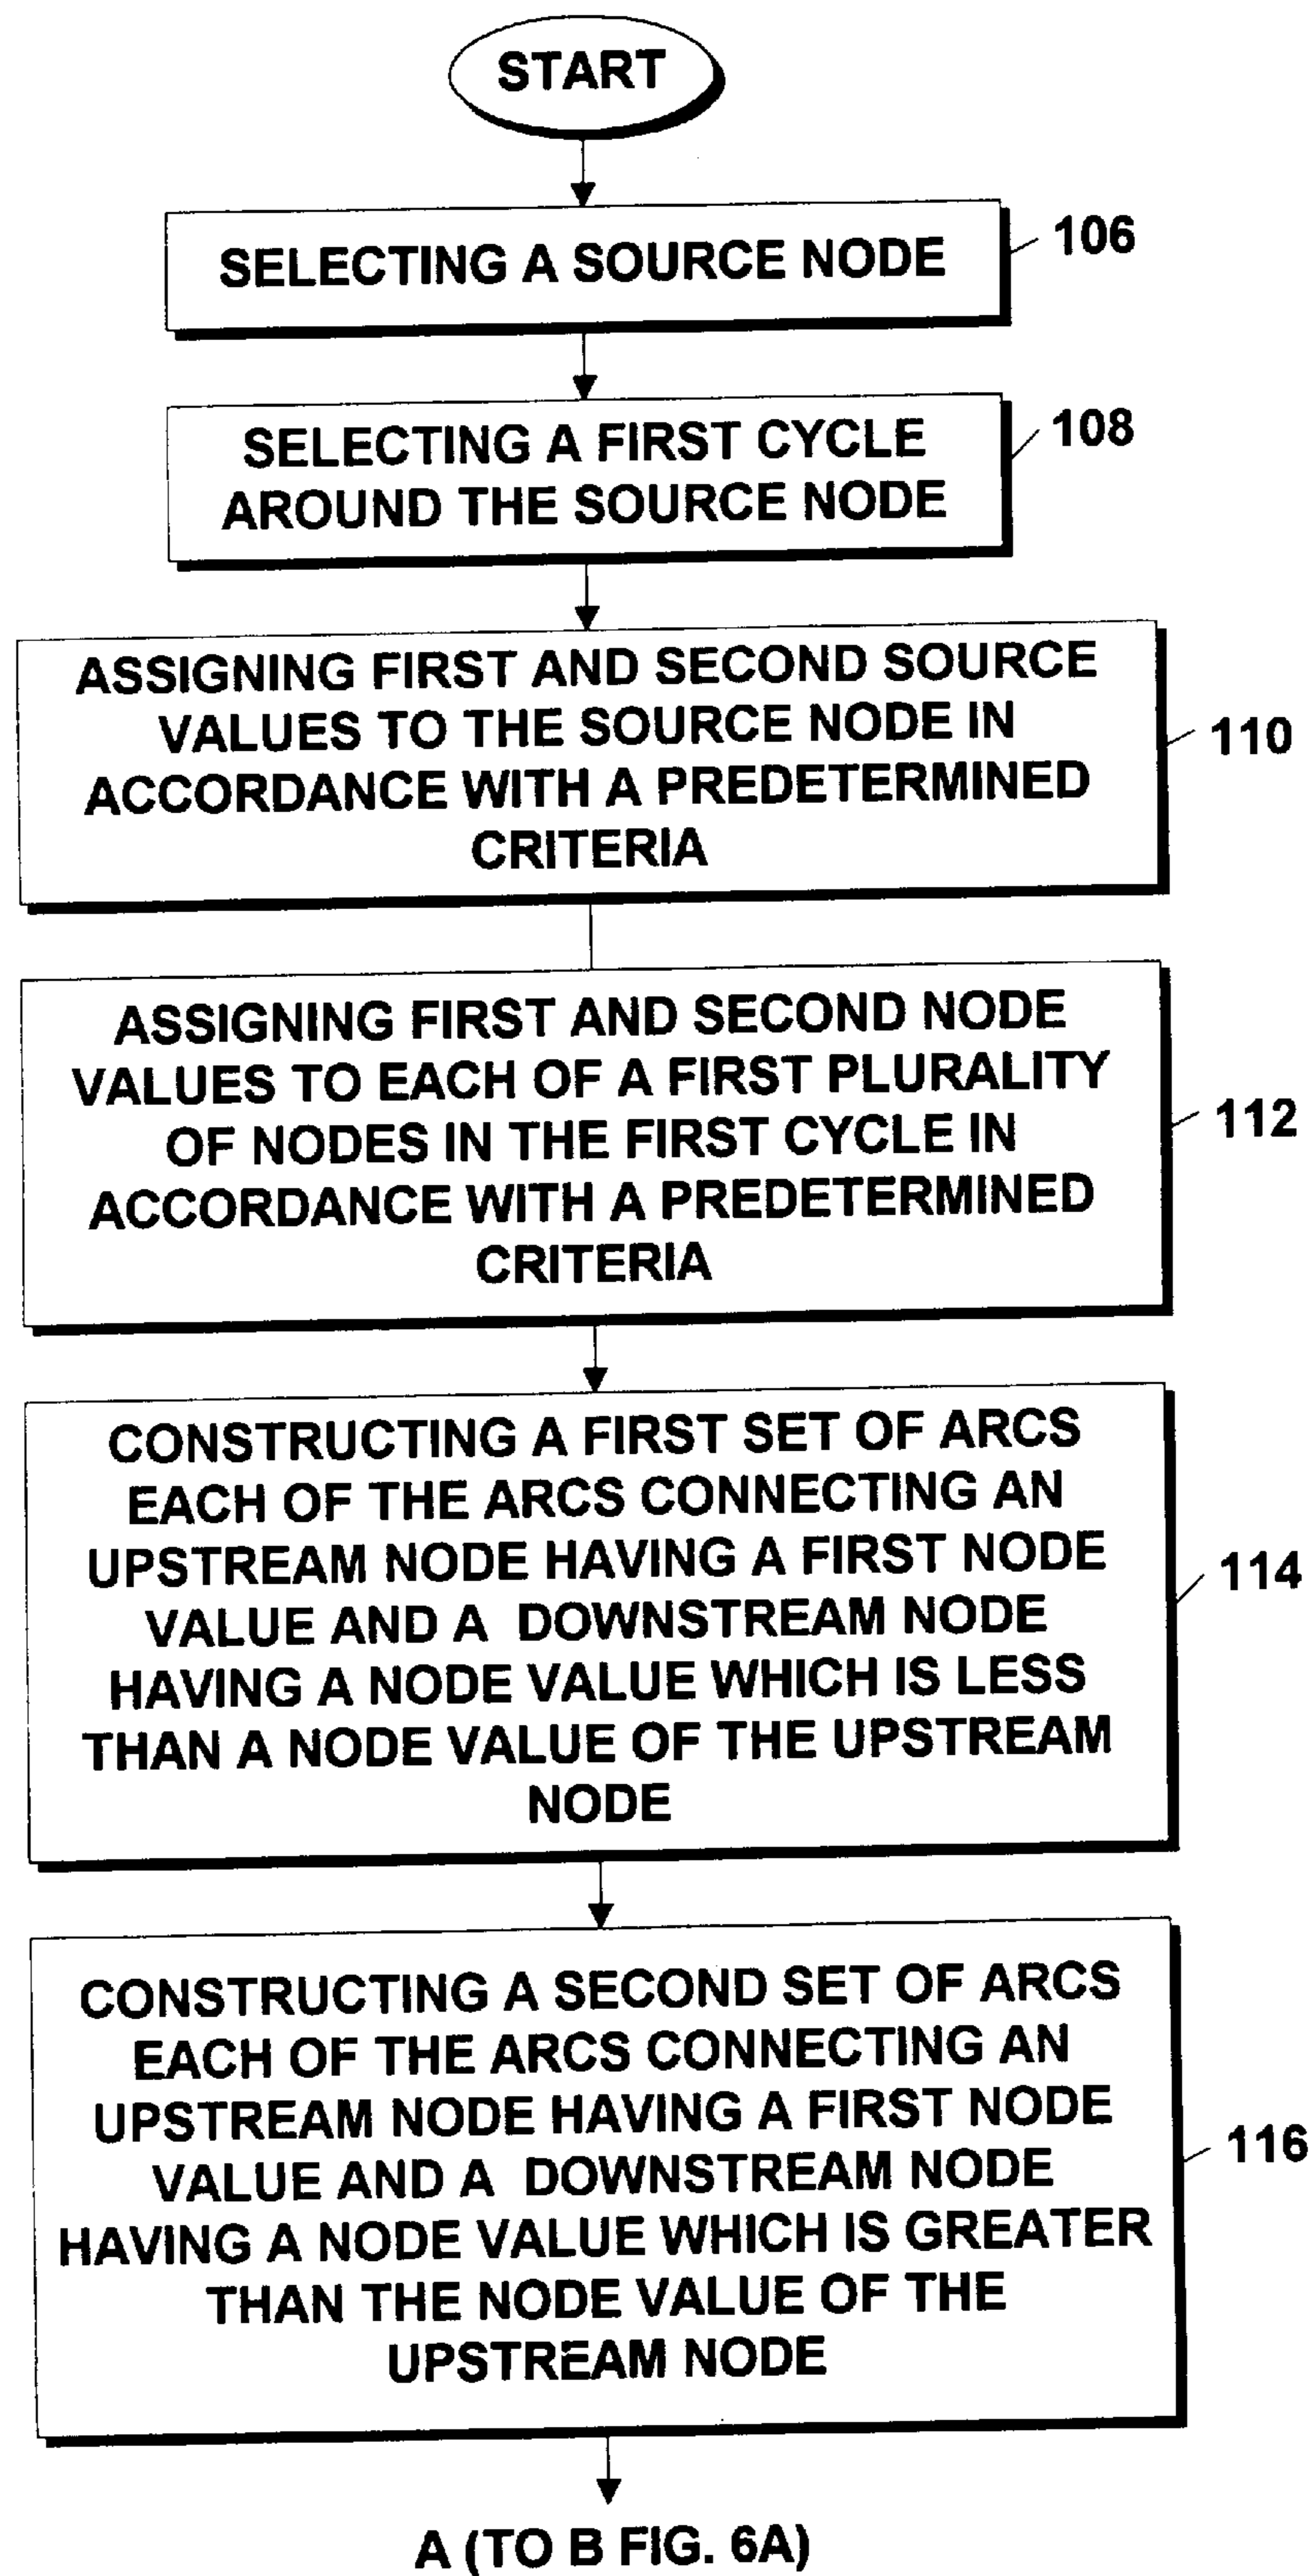 START
SELECTING A SOURCE NODE
106
SELECTING A FIRST CYCLE
AROUND THE SOURCE NODE
108
ASSIGNING FIRST AND SECOND SOURCE
VALUES TO THE SOURCE NODE IN
ACCORDANCE WITH A PREDETERMINED
CRITERIA
110
ASSIGNING FIRST AND SECOND NODE
VALUES TO EACH OF A FIRST PLURALITY
OF NODES IN THE FIRST CYCLE IN
ACCORDANCE WITH A PREDETERMINED
CRITERIA
112
CONSTRUCTING A FIRST SET OF ARCS
EACH OF THE ARCS CONNECTING AN
UPSTREAM NODE HAVING A FIRST NODE
VALUE AND A DOWNSTREAM NODE
HAVING A NODE VALUE WHICH IS LESS
THAN A NODE VALUE OF THE UPSTREAM
NODE
114
CONSTRUCTING A SECOND SET OF ARCS
EACH OF THE ARCS CONNECTING AN
UPSTREAM NODE HAVING A FIRST NODE
VALUE AND A DOWNSTREAM NODE
HAVING A NODE VALUE WHICH IS GREATER
THAN THE NODE VALUE OF THE
UPSTREAM NODE
116
A (TO B FIG. 6A)